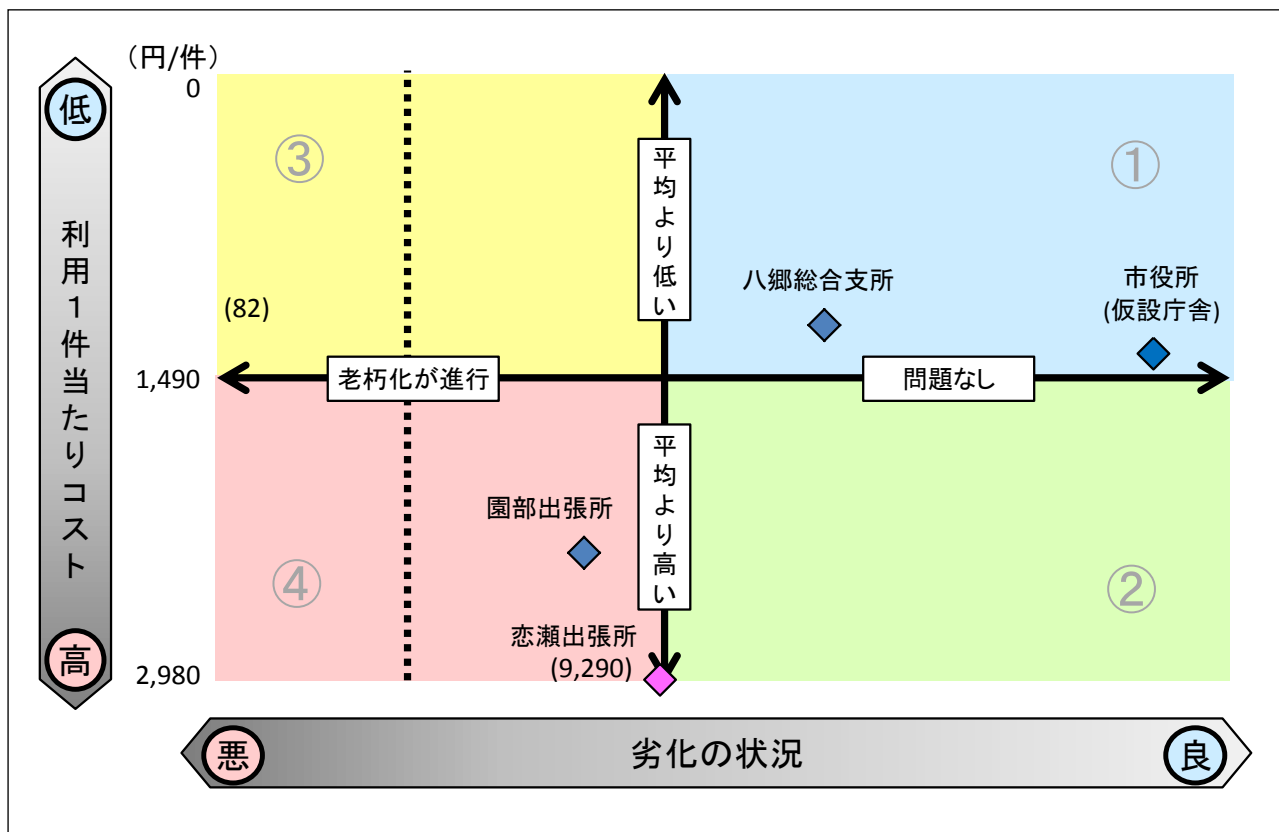 (円/件)
0
低
利用１件当たりコスト
高
③
①
平均より低い
八郷総合支所
市役所
(仮設庁舎)
(82)
1,490
老朽化が進行
問題なし
平均より高い
園部出張所
④
②
恋瀬出張所
(9,290)
2,980
悪
劣化の状況
良